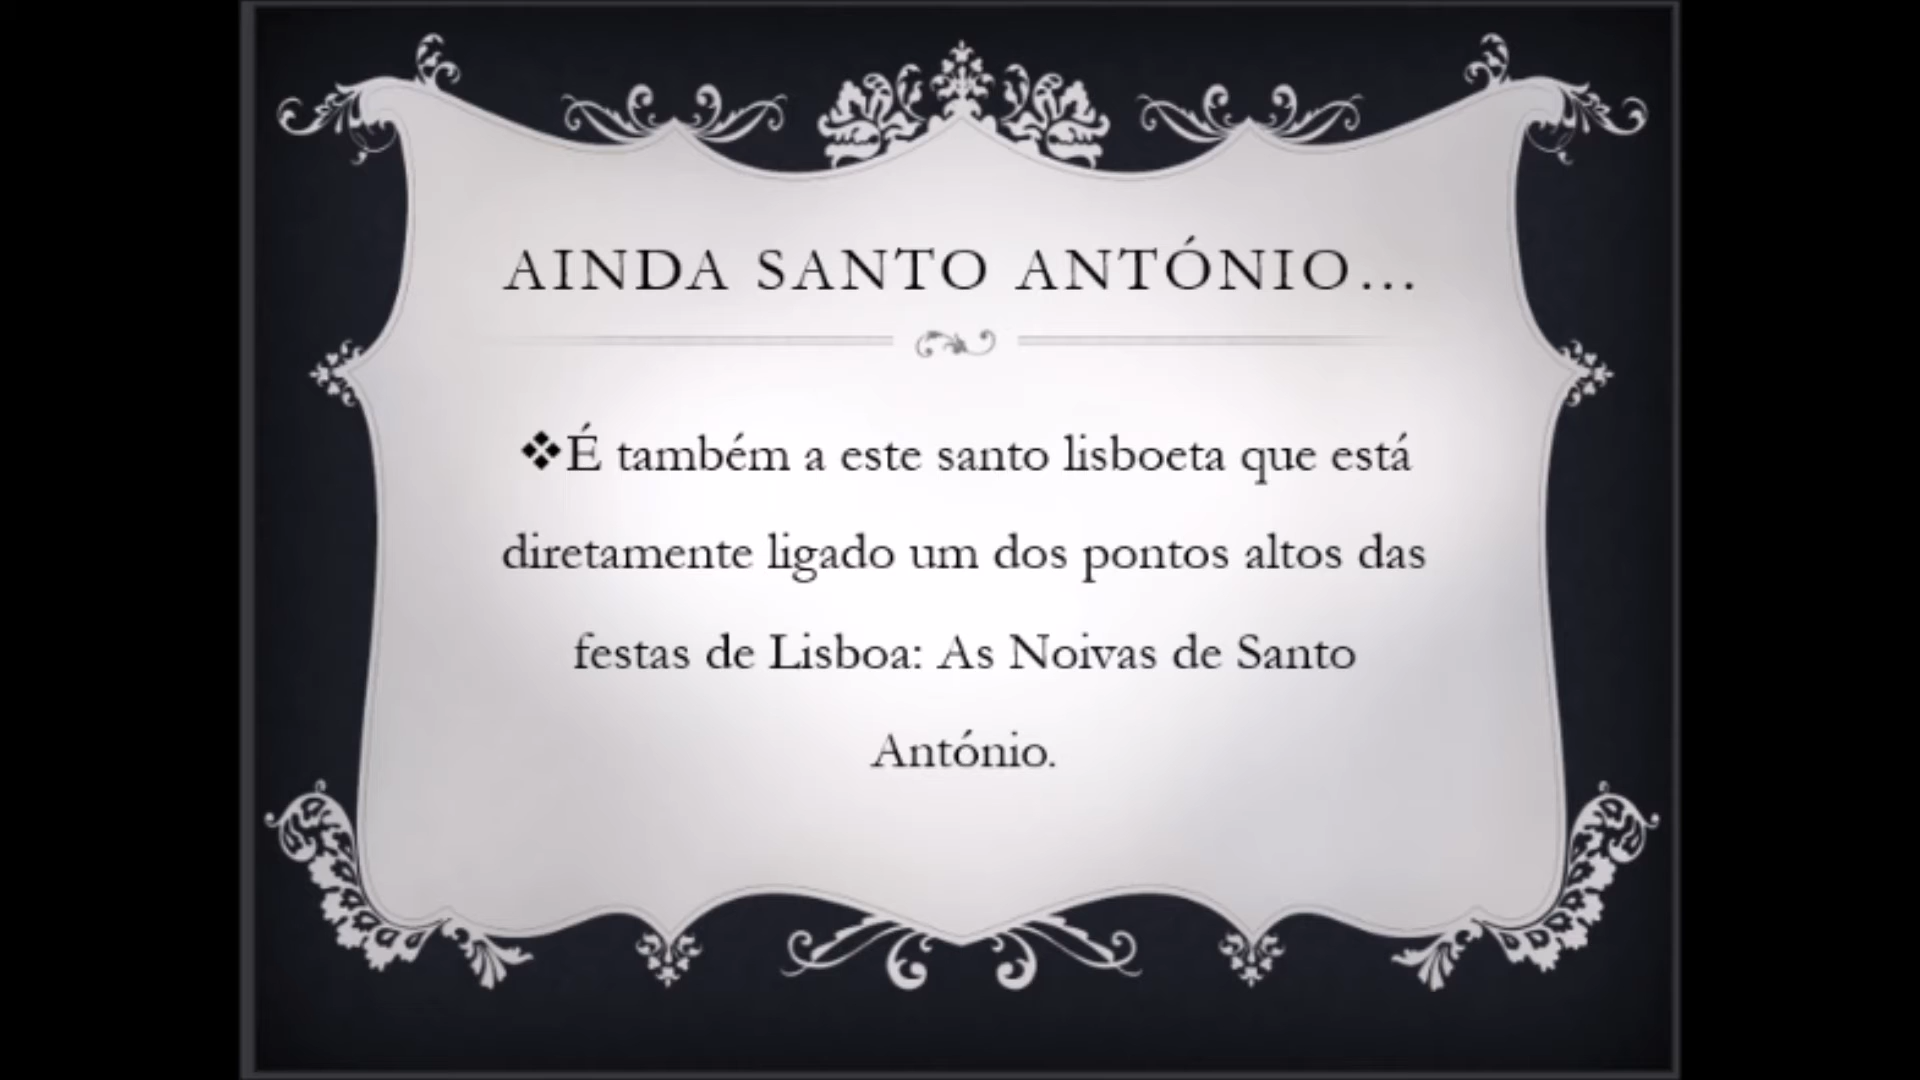 AINDA SANTO ANTÓNIO...
❖É também a este santo lisboeta que está
diretamente ligado um dos pontos altos das
festas de Lisboa: As Noivas de Santo
António.